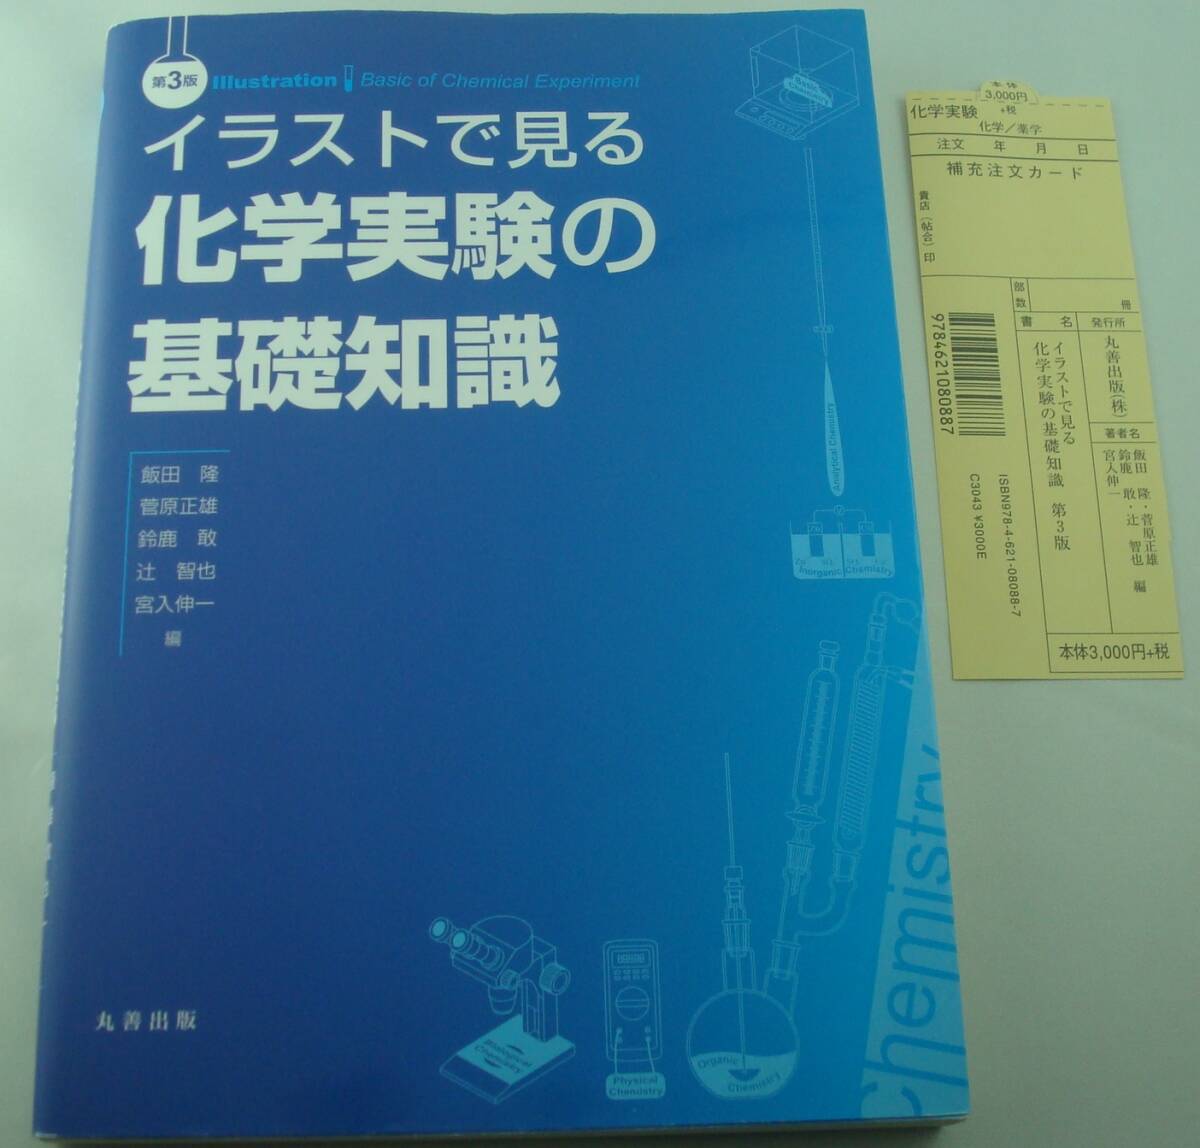 第3版
Illustration Basic of Chemical Experiment
イラストで見る
化学実験の
基礎知識
飯田 隆
菅原正雄
鈴鹿 敢
辻 智也
宮入伸一
編
丸善出版
Basic Chemistry
Analytical Chemistry
Inorganic Chemistry
Biological Chemistry
Physical Chemistry
Organic Chemistry
Chemistry
本体
3,000円
+税
化学実験
化学/薬学
注文 年 月 日
補充注文カード
貴店(帖合)印
部数
冊
書名
イラストで見る
化学実験の基礎知識 第3版
発行所
丸善出版(株)
著者名
飯田 隆・菅原正雄
鈴鹿 敢・辻 智也 編
宮入伸一
9784621080887
ISBN978-4-621-08088-7
C3043 ¥3000E
本体3,000円+税